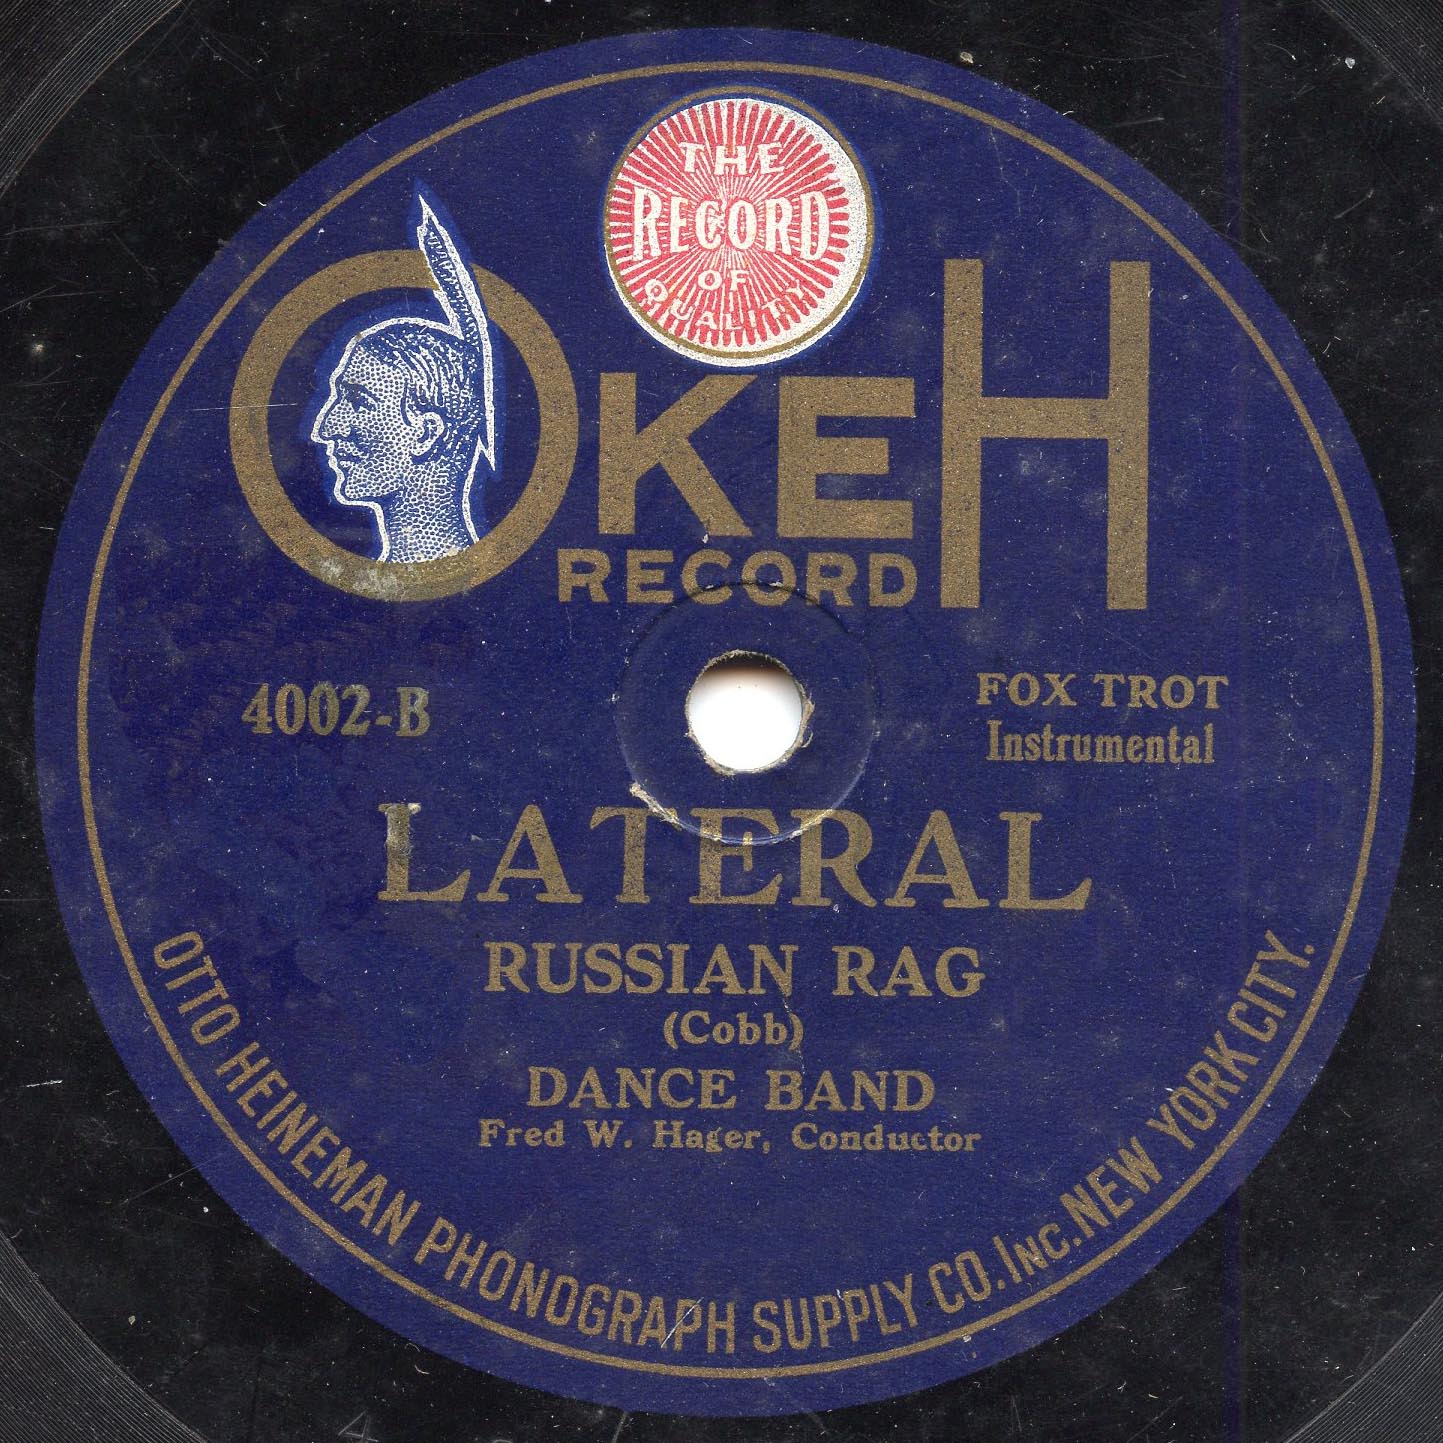 THE
RECORD
OF
QUALITY
OKEH
RECORD
4002-B
FOX TROT
Instrumental
LATERAL
RUSSIAN RAG
(Cobb)
DANCE BAND
Fred W. Hager, Conductor
OTTO HEINEMAN PHONOGRAPH SUPPLY CO. INC. NEW YORK CITY.